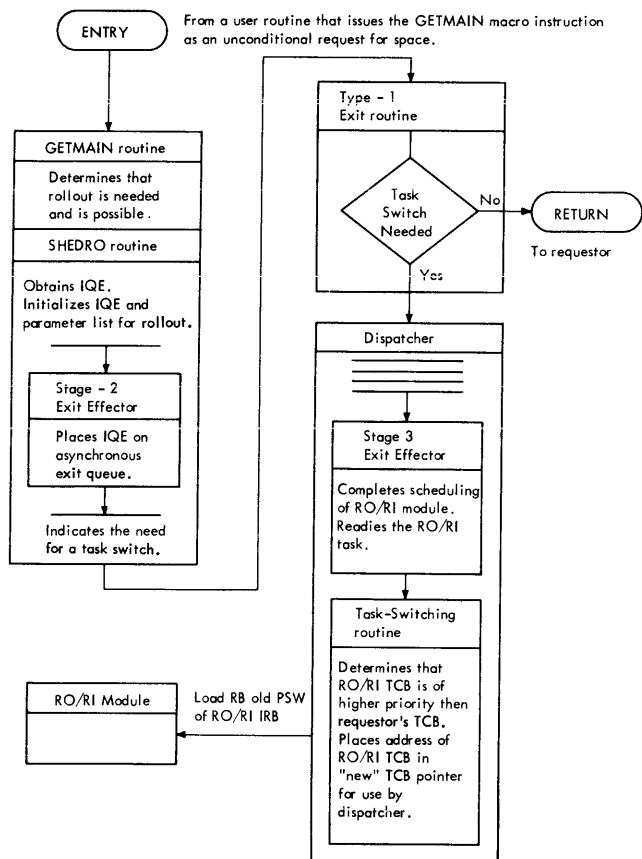 ENTRY
From a user routine that issues the GETMAIN macro instruction
as an unconditional request for space.
GETMAIN routine
Determines that
rollout is needed
and is possible.
SHEDRO routine
Obtains IQE.
Initializes IQE and
parameter list for rollout.
Stage - 2
Exit Effector
Places IQE on
asynchronous
exit queue.
Indicates the need
for a task switch.
Type - 1
Exit routine
Task
Switch
Needed
No
RETURN
To requestor
Yes
Dispatcher
Stage 3
Exit Effector
Completes scheduling
of RO/RI module.
Readies the RO/RI
task.
Task-Switching
routine
Determines that
RO/RI TCB is of
higher priority then
requestor's TCB.
Places address of
RO/RI TCB in
"new" TCB pointer
for use by
dispatcher.
Load RB old PSW
of RO/RI IRB
RO/RI Module